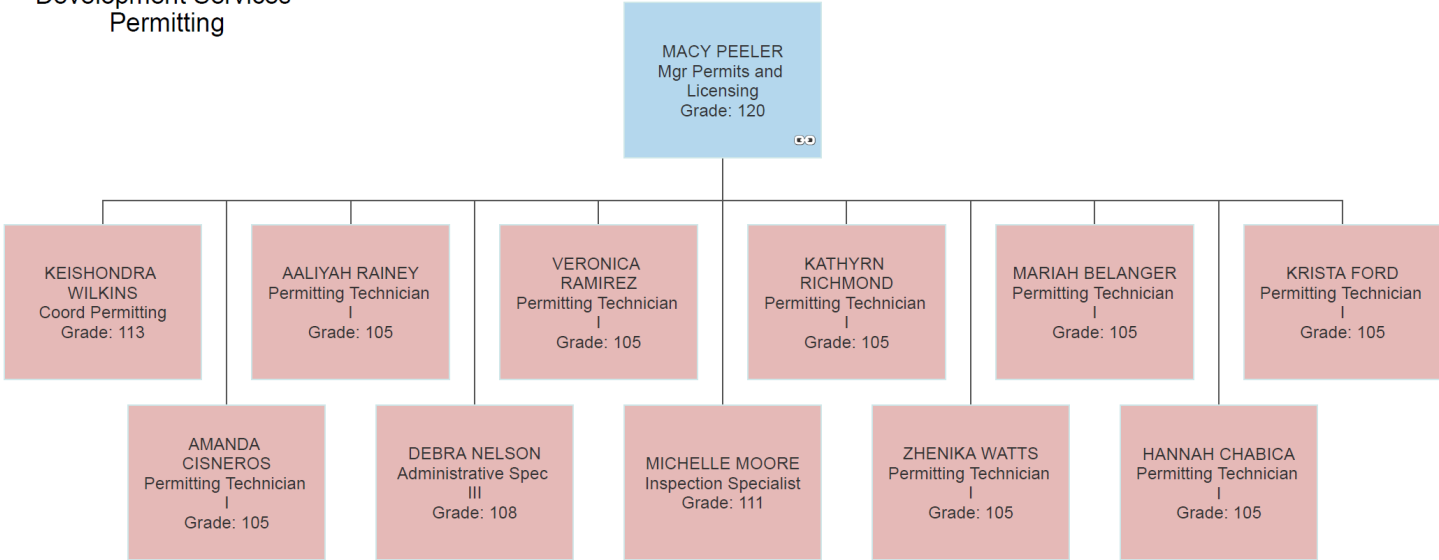 Development Services
Permitting
MACY PEELER
Mgr Permits and
Licensing
Grade: 120
KEISHONDRA
WILKINS
Coord Permitting
Grade: 113
AALIYAH RAINEY
Permitting Technician
I
Grade: 105
VERONICA
RAMIREZ
Permitting Technician
I
Grade: 105
KATHYRN
RICHMOND
Permitting Technician
I
Grade: 105
MARIAH BELANGER
Permitting Technician
I
Grade: 105
KRISTA FORD
Permitting Technician
I
Grade: 105
AMANDA
CISNEROS
Permitting Technician
I
Grade: 105
DEBRA NELSON
Administrative Spec
III
Grade: 108
MICHELLE MOORE
Inspection Specialist
Grade: 111
ZHENIKA WATTS
Permitting Technician
I
Grade: 105
HANNAH CHABICA
Permitting Technician
I
Grade: 105